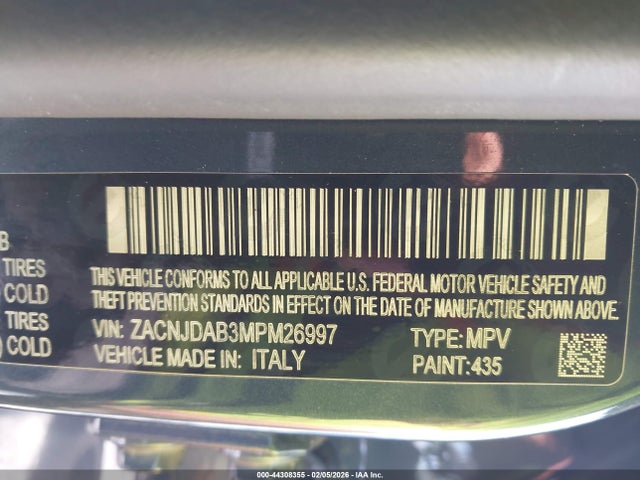 B
TIRES
COLD
TIRES
) COLD
THIS VEHICLE CONFORMS TO ALL APPLICABLE U.S. FEDERAL MOTOR VEHICLE SAFETY AND
THEFT PREVENTION STANDARDS IN EFFECT ON THE DATE OF MANUFACTURE SHOWN ABOVE.
VIN: ZACNJDAB3MPM26997 TYPE:MPV
VEHICLE MADE IN: ITALY PAINT:435
000-44308355 - 02/05/2026 - IAA Inc.